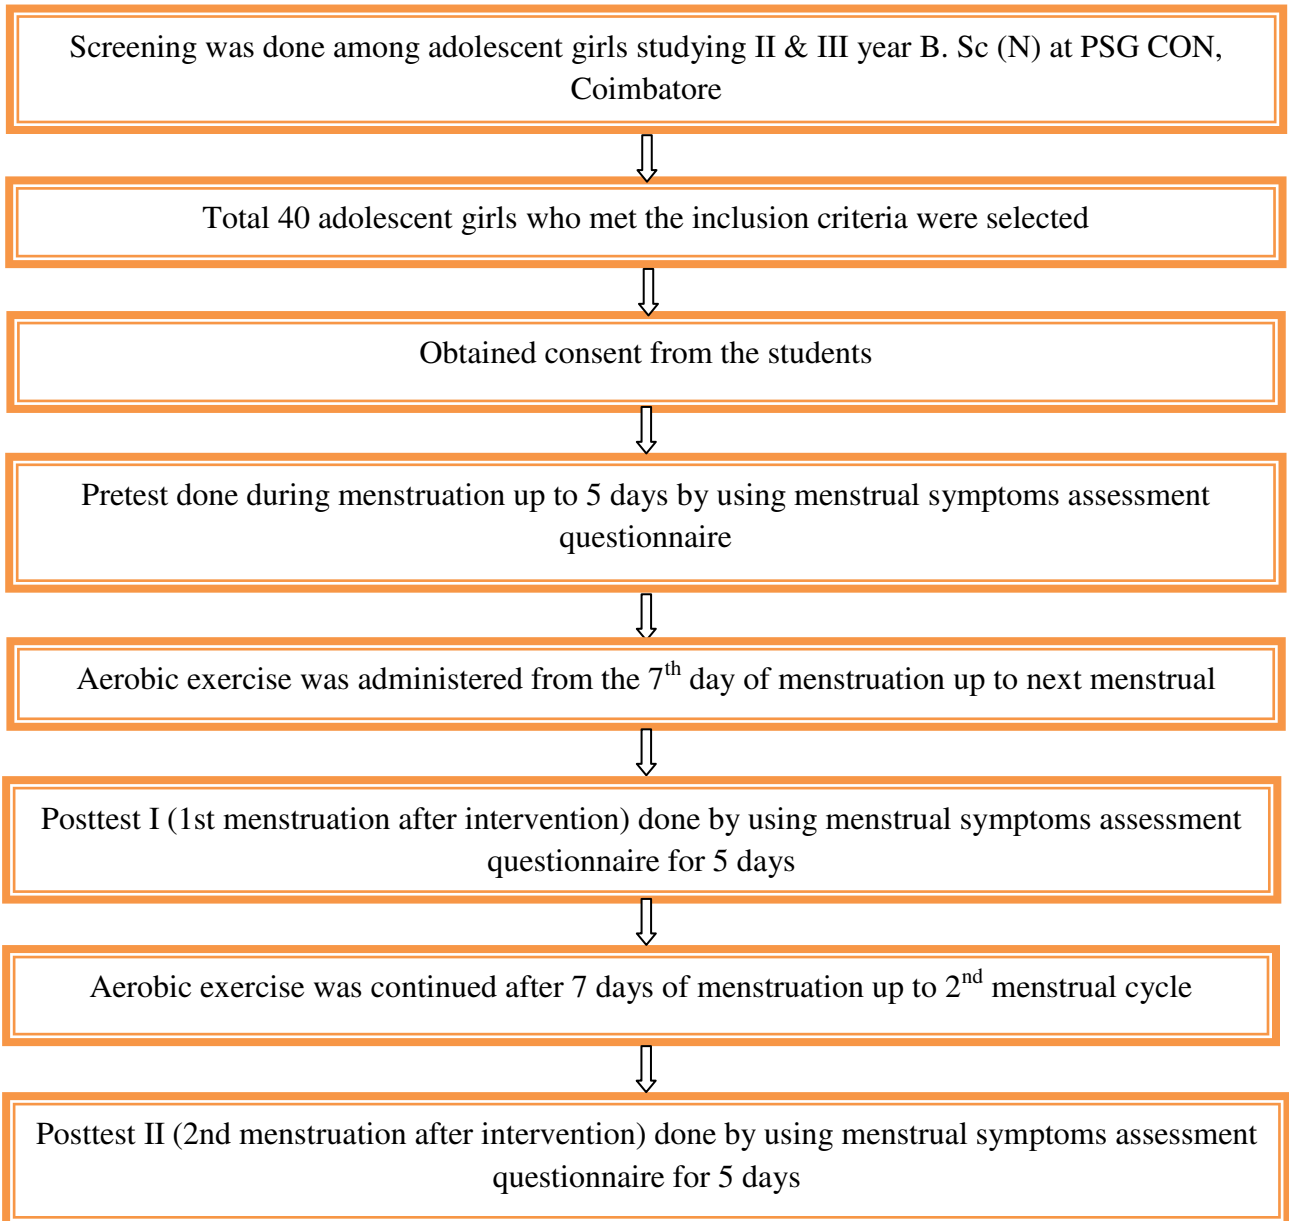 Screening was done among adolescent girls studying II & III year B. Sc (N) at PSG CON,
Coimbatore
Total 40 adolescent girls who met the inclusion criteria were selected
Obtained consent from the students
Pretest done during menstruation up to 5 days by using menstrual symptoms assessment
questionnaire
Aerobic exercise was administered from the 7th day of menstruation up to next menstrual
Posttest I (1st menstruation after intervention) done by using menstrual symptoms assessment
questionnaire for 5 days
Aerobic exercise was continued after 7 days of menstruation up to 2nd menstrual cycle
Posttest II (2nd menstruation after intervention) done by using menstrual symptoms assessment
questionnaire for 5 days